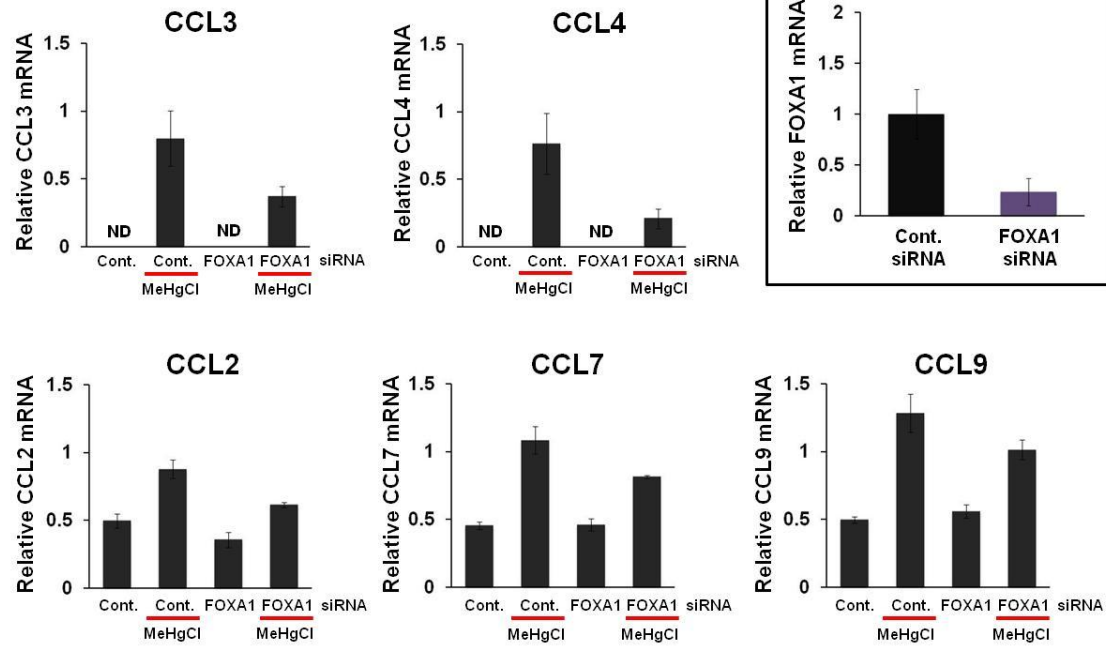 CCL3
Relative CCL3 mRNA
1.5
1
0.5
0
ND
ND
Cont. Cont. FOXA1 FOXA1 siRNA
MeHgCl MeHgCl
CCL4
Relative CCL4 mRNA
1.5
1
0.5
0
ND
ND
Cont. Cont. FOXA1 FOXA1 siRNA
MeHgCl MeHgCl
Relative FOXA1 mRNA
2
1.5
1
0.5
0
Cont. FOXA1
siRNA siRNA
CCL2
Relative CCL2 mRNA
1.5
1
0.5
0
Cont. Cont. FOXA1 FOXA1 siRNA
MeHgCl MeHgCl
CCL7
Relative CCL7 mRNA
1.5
1
0.5
0
Cont. Cont. FOXA1 FOXA1 siRNA
MeHgCl MeHgCl
CCL9
Relative CCL9 mRNA
1.5
1
0.5
0
Cont. Cont. FOXA1 FOXA1 siRNA
MeHgCl MeHgCl